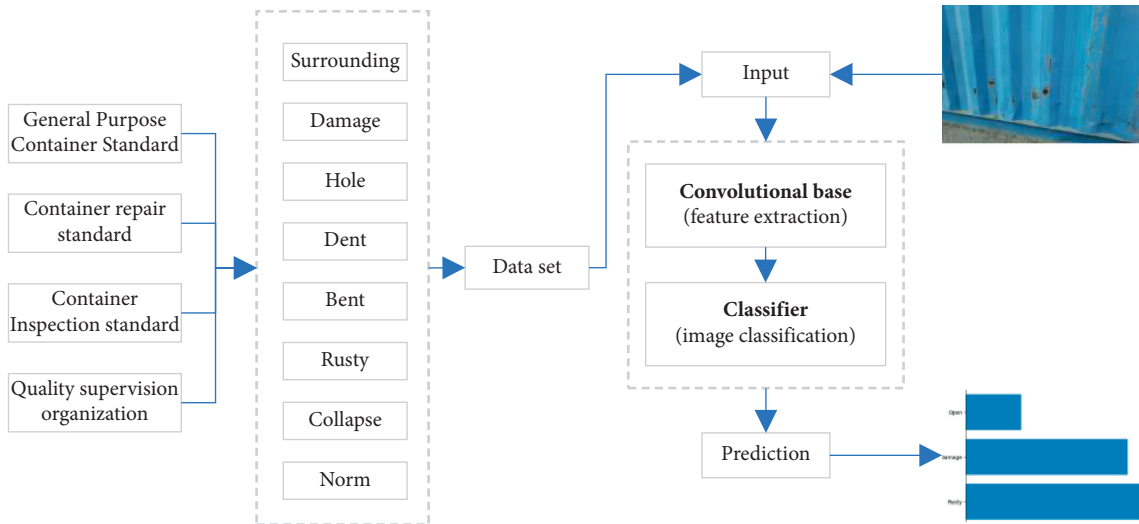 General Purpose
Container Standard
Container repair
standard
Container
Inspection standard
Quality supervision
organization
Surrounding
Damage
Hole
Dent
Bent
Rusty
Collapse
Norm
Data set
Input
Convolutional base
(feature extraction)
Classifier
(image classification)
Prediction
Open
Damage
Rusty